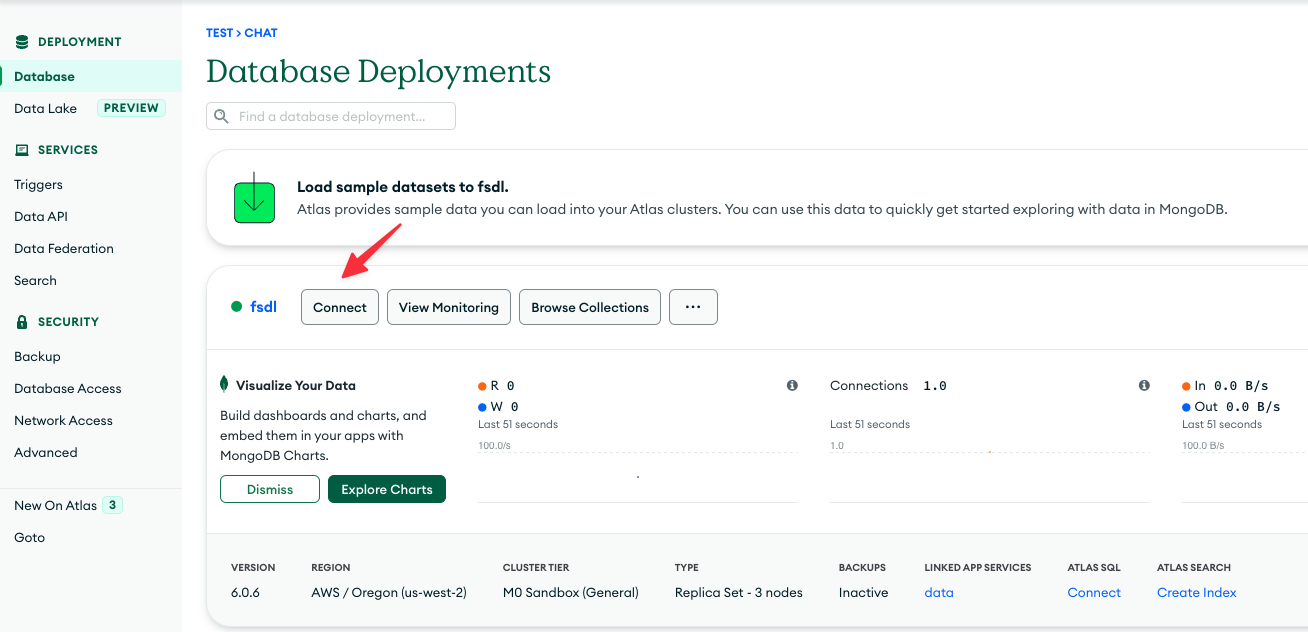 DEPLOYMENT
Database
Data Lake PREVIEW
SERVICES
Triggers
Data API
Data Federation
Search
SECURITY
Backup
Database Access
Network Access
Advanced
New On Atlas 3
Goto
TEST > CHAT
Database Deployments
Find a database deployment...
Load sample datasets to fsdl.
Atlas provides sample data you can load into your Atlas clusters. You can use this data to quickly get started exploring with data in MongoDB.
fsdl Connect View Monitoring Browse Collections ...
Visualize Your Data
Build dashboards and charts, and
embed them in your apps with
MongoDB Charts.
Dismiss Explore Charts
R 0
W 0
Last 51 seconds
100.0/s
Connections 1.0
Last 51 seconds
1.0
In 0.0 B/s
Out 0.0 B/s
Last 51 seconds
100.0 B/s
VERSION REGION CLUSTER TIER TYPE BACKUPS LINKED APP SERVICES ATLAS SQL ATLAS SEARCH
6.0.6 AWS / Oregon (us-west-2) M0 Sandbox (General) Replica Set - 3 nodes Inactive data Connect Create Index